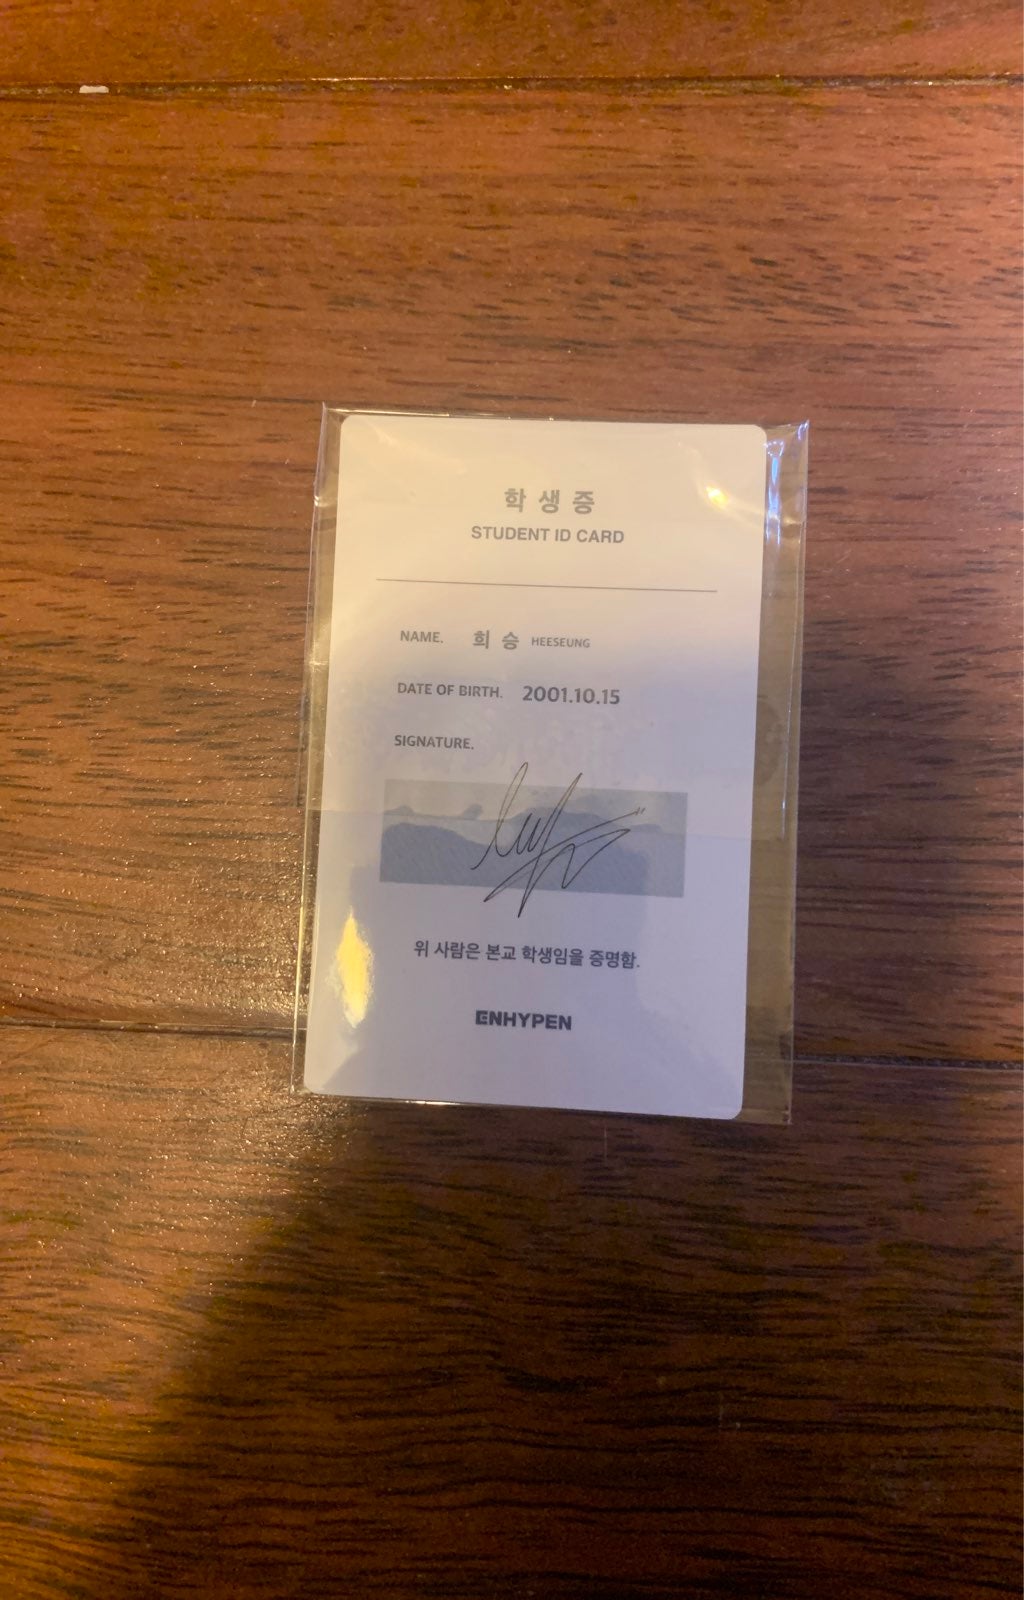 학 생 증
STUDENT ID CARD
NAME. 희 승 HEESEUNG
DATE OF BIRTH. 2001.10.15
SIGNATURE.
위 사람은 본교 학생임을 증명함.
ENHYPEN